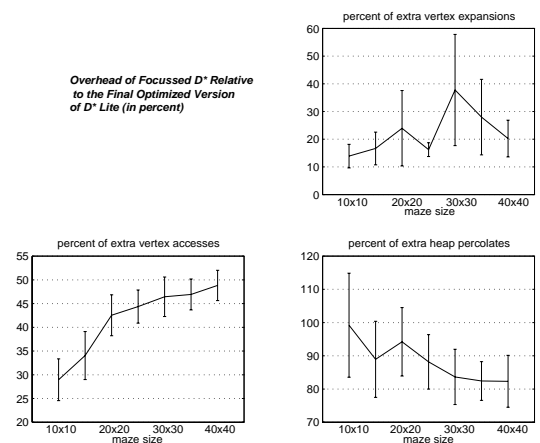 percent of extra vertex expansions
60
50
40
30
20
10
0
10x10 20x20 30x30 40x40
maze size
Overhead of Focussed D* Relative
to the Final Optimized Version
of D* Lite (in percent)
percent of extra vertex accesses
55
50
45
40
35
30
25
20
10x10 20x20 30x30 40x40
maze size
percent of extra heap percolates
120
110
100
90
80
70
10x10 20x20 30x30 40x40
maze size